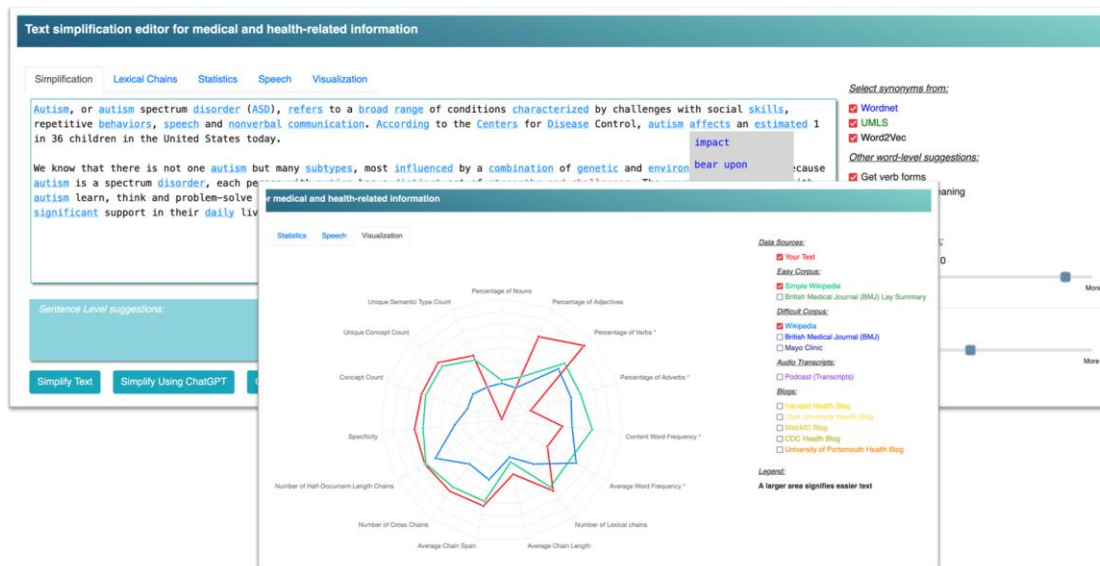 Text simplification editor for medical and health-related information
Simplification Lexical Chains Statistics Speech Visualization
Autism, or autism spectrum disorder (ASD), refers to a broad range of conditions characterized by challenges with social skills,
repetitive behaviors, speech and nonverbal communication. According to the Centers for Disease Control, autism affects an estimated 1
in 36 children in the United States today.
impact
bear upon
We know that there is not one autism but many subtypes, most influenced by a combination of genetic and
autism is a spectrum disorder, each
autism learn, think and problem-solve
significant support in their daily
Sentence Level suggestions:
Simplify Text Simplify Using ChatGPT
Select synonyms from:
Wordnet
UMLS
Word2Vec
Other word-level suggestions:
Get verb forms
More
More
medical and health-related information
Statistics Speech Visualization
Percentage of Nouns
Percentage of Adjectives
Percentage of Verbs *
Percentage of Adverbs *
Content Word Frequency *
Average Word Frequency *
Number of Lexical chains
Average Chain Length
Average Chain Span
Number of Cross Chains
Number of Half-Document-Length Chains
Specificity
Concept Count
Unique Concept Count
Unique Semantic Type Count
Data Sources:
Your Text
Easy Corpus:
Simple Wikipedia
British Medical Journal (BMJ) Lay Summary
Difficult Corpus:
Wikipedia
British Medical Journal (BMJ)
Mayo Clinic
Audio Transcripts:
Podcast (Transcripts)
Blogs:
Harvard Health Blog
Utah University Health Blog
WebMD Blog
CDC Health Blog
University of Portsmouth Health Blog
Legend:
A larger area signifies easier text